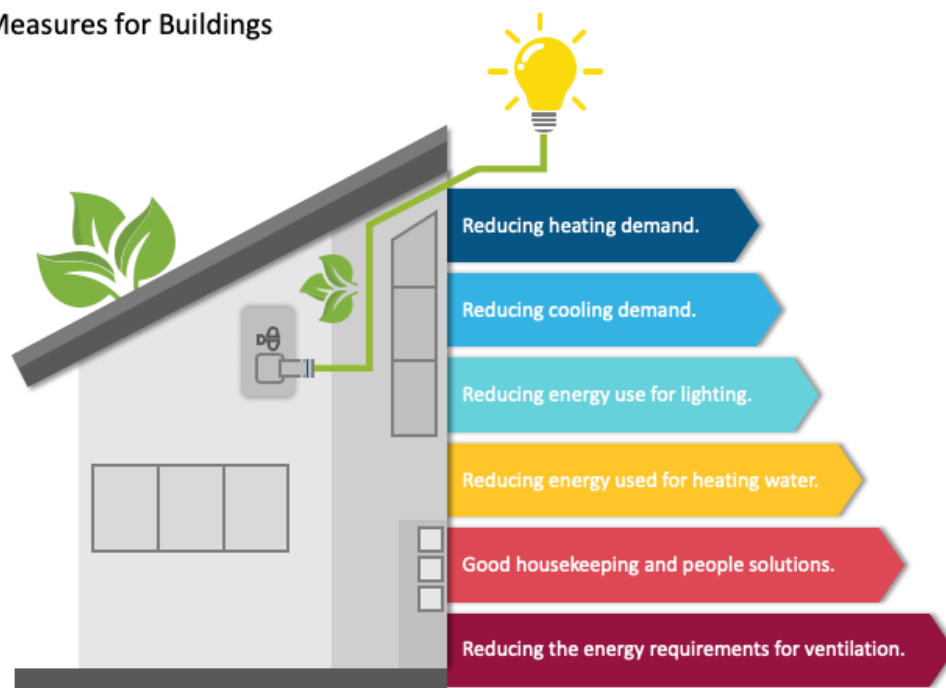 Measures for Buildings
Reducing heating demand.
Reducing cooling demand.
Reducing energy use for lighting.
Reducing energy used for heating water.
Good housekeeping and people solutions.
Reducing the energy requirements for ventilation.